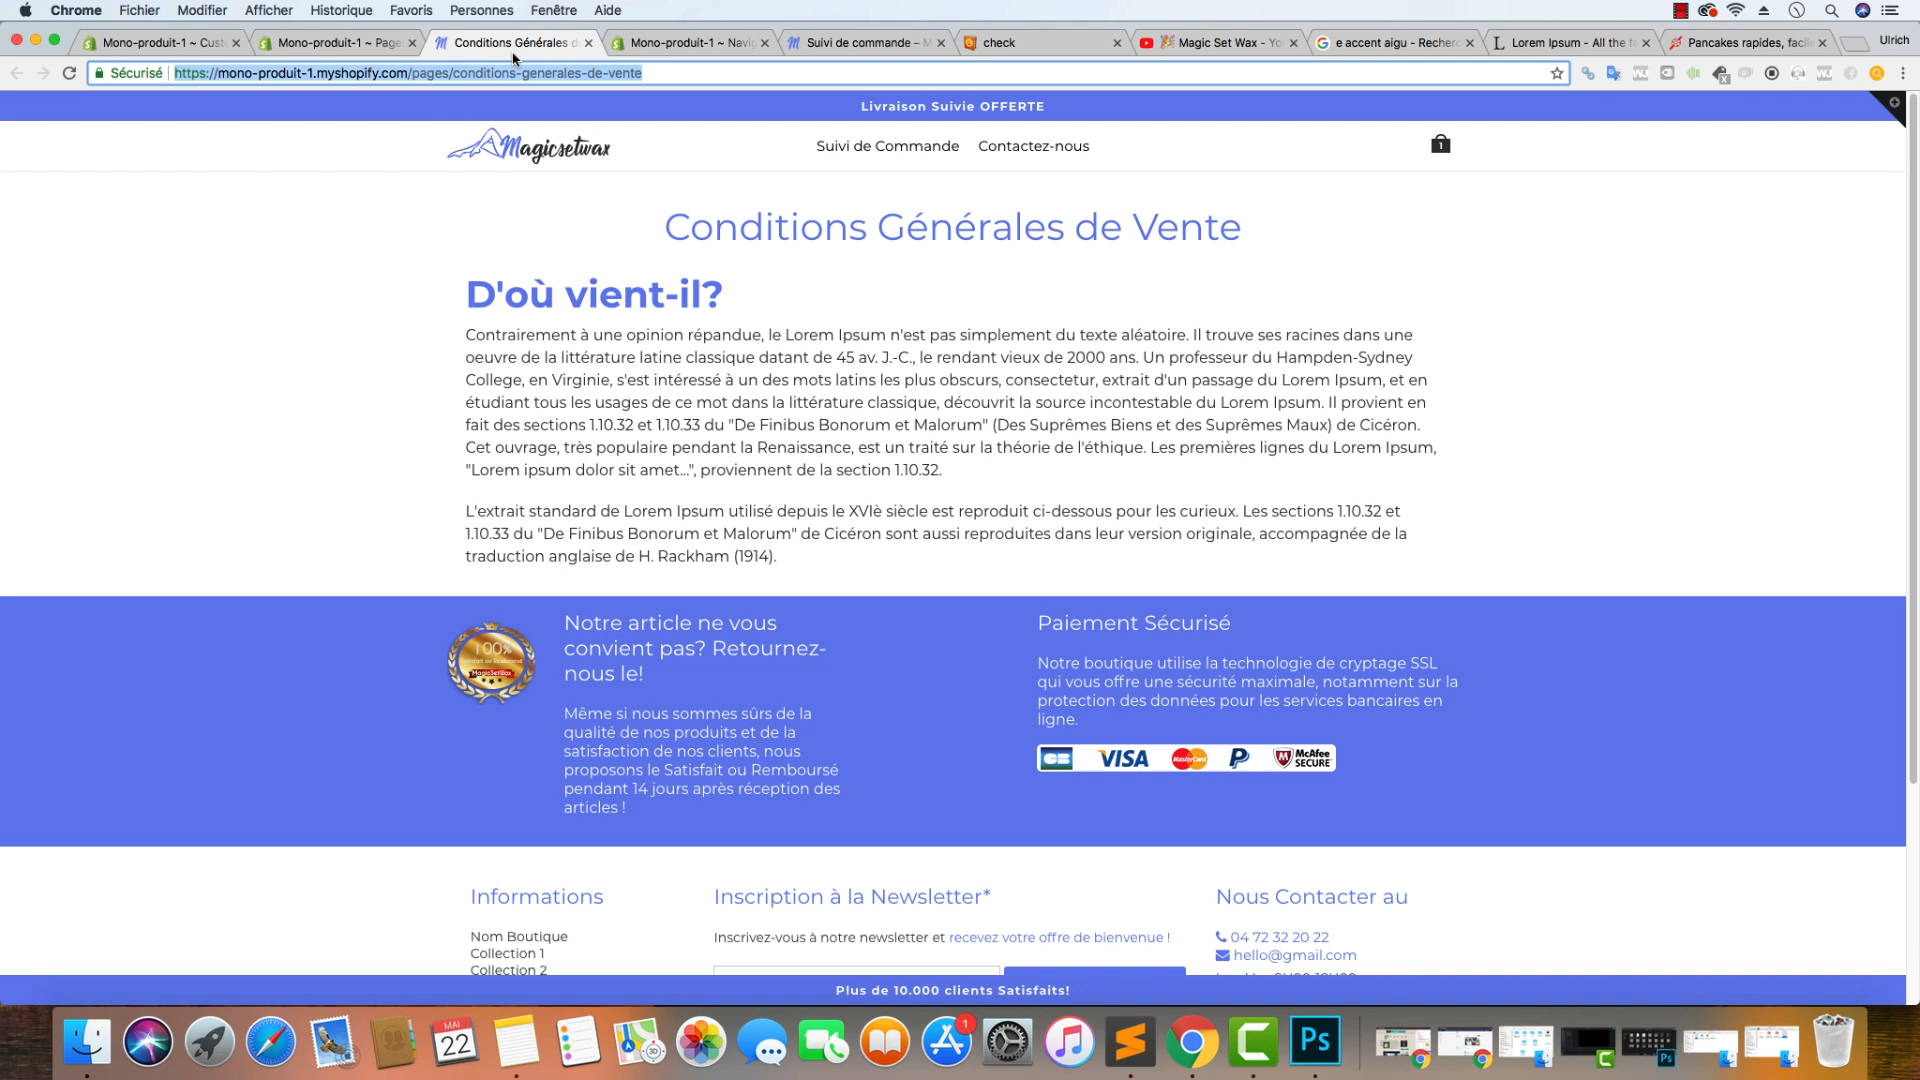 Chrome Fichier Modifier Afficher Historique Favoris Personnes Fenêtre Aide
Mono-produit-1 ~ Cust
Mono-produit-1 ~ Page
Conditions Générales d
Mono-produit-1 ~ Navi
Suivi de commande – M
check
Magic Set Wax - Yo
e accent aigu - Recher
Lorem Ipsum - All the f
Pancakes rapides, facil
Ulrich
Sécurisé https://mono-produit-1.myshopify.com/pages/conditions-generales-de-vente
Livraison Suivie OFFERTE
Magicsetwax
Suivi de Commande Contactez-nous
1
Conditions Générales de Vente
D'où vient-il?
Contrairement à une opinion répandue, le Lorem Ipsum n'est pas simplement du texte aléatoire. Il trouve ses racines dans une
oeuvre de la littérature latine classique datant de 45 av. J.-C., le rendant vieux de 2000 ans. Un professeur du Hampden-Sydney
College, en Virginie, s'est intéressé à un des mots latins les plus obscurs, consectetur, extrait d'un passage du Lorem Ipsum, et en
étudiant tous les usages de ce mot dans la littérature classique, découvrit la source incontestable du Lorem Ipsum. Il provient en
fait des sections 1.10.32 et 1.10.33 du "De Finibus Bonorum et Malorum" (Des Suprêmes Biens et des Suprêmes Maux) de Cicéron.
Cet ouvrage, très populaire pendant la Renaissance, est un traité sur la théorie de l'éthique. Les premières lignes du Lorem Ipsum,
"Lorem ipsum dolor sit amet...", proviennent de la section 1.10.32.
L'extrait standard de Lorem Ipsum utilisé depuis le XVIè siècle est reproduit ci-dessous pour les curieux. Les sections 1.10.32 et
1.10.33 du "De Finibus Bonorum et Malorum" de Cicéron sont aussi reproduites dans leur version originale, accompagnée de la
traduction anglaise de H. Rackham (1914).
100%
MagicSetWax
Notre article ne vous
convient pas? Retournez-
nous le!
Même si nous sommes sûrs de la
qualité de nos produits et de la
satisfaction de nos clients, nous
proposons le Satisfait ou Remboursé
pendant 14 jours après réception des
articles !
Paiement Sécurisé
Notre boutique utilise la technologie de cryptage SSL
qui vous offre une sécurité maximale, notamment sur la
protection des données pour les services bancaires en
ligne.
CB VISA MasterCard P McAfee SECURE
Informations
Nom Boutique
Collection 1
Collection 2
Inscription à la Newsletter*
Inscrivez-vous à notre newsletter et recevez votre offre de bienvenue !
Nous Contacter au
04 72 32 20 22
hello@gmail.com
Plus de 10.000 clients Satisfaits!
MAI
22
3D
1
Ps